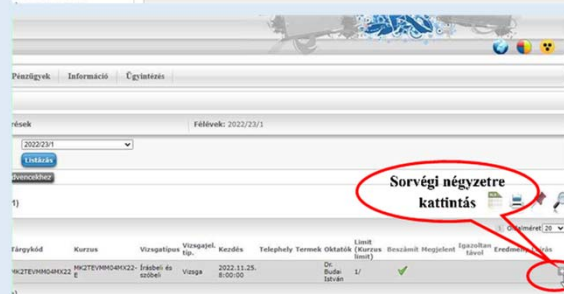 Pénzügyek Információ Ügyintézés
Félévek: 2022/23/1
2022/23/1
Listázás
Sorvégi négyzetre
kattintás
Tárgykód Kurzus Vizsgatípus Vizsgajel. tip. Kezdés Telephely Termek Oktatók Limit (Kurzus limit) Beszámít Megjelent Igazoltan távol
MK2TEVMM04MX22- Írásbeli és szóbeli Vizsga 2022.11.25. 8:00:00 Dr. Budai István 1/